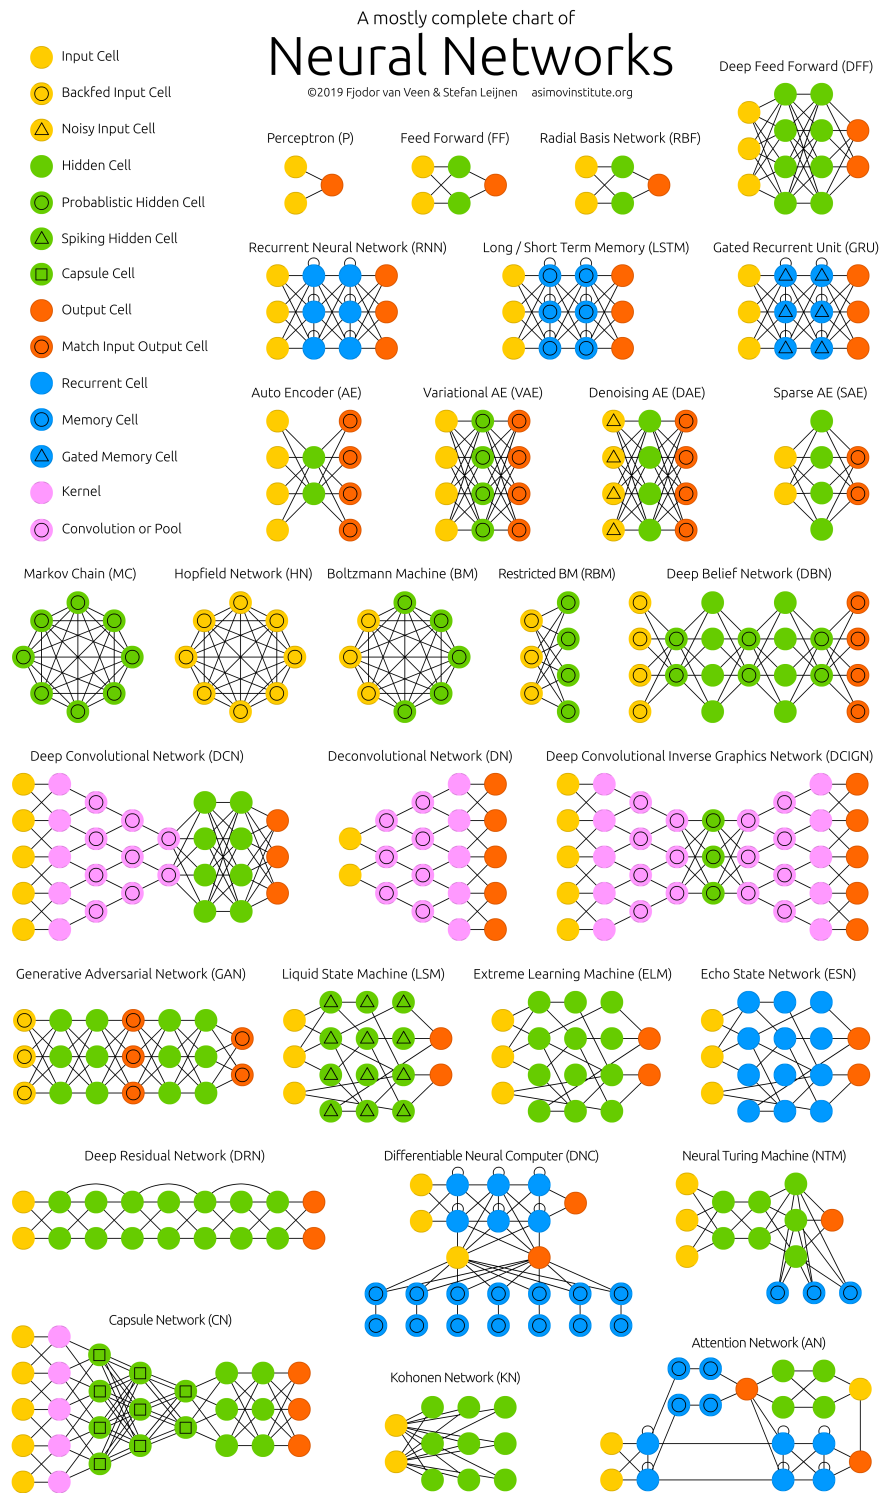 A mostly complete chart of
Neural Networks
©2019 Fjodor van Veen & Stefan Leijnen asimovinstitute.org
Input Cell
Backfed Input Cell
Noisy Input Cell
Hidden Cell
Probablistic Hidden Cell
Spiking Hidden Cell
Capsule Cell
Output Cell
Match Input Output Cell
Recurrent Cell
Memory Cell
Gated Memory Cell
Kernel
Convolution or Pool
Deep Feed Forward (DFF)
Perceptron (P)
Feed Forward (FF)
Radial Basis Network (RBF)
Recurrent Neural Network (RNN)
Long / Short Term Memory (LSTM)
Gated Recurrent Unit (GRU)
Auto Encoder (AE)
Variational AE (VAE)
Denoising AE (DAE)
Sparse AE (SAE)
Markov Chain (MC)
Hopfield Network (HN)
Boltzmann Machine (BM)
Restricted BM (RBM)
Deep Belief Network (DBN)
Deep Convolutional Network (DCN)
Deconvolutional Network (DN)
Deep Convolutional Inverse Graphics Network (DCIGN)
Generative Adversarial Network (GAN)
Liquid State Machine (LSM)
Extreme Learning Machine (ELM)
Echo State Network (ESN)
Deep Residual Network (DRN)
Differentiable Neural Computer (DNC)
Neural Turing Machine (NTM)
Capsule Network (CN)
Kohonen Network (KN)
Attention Network (AN)